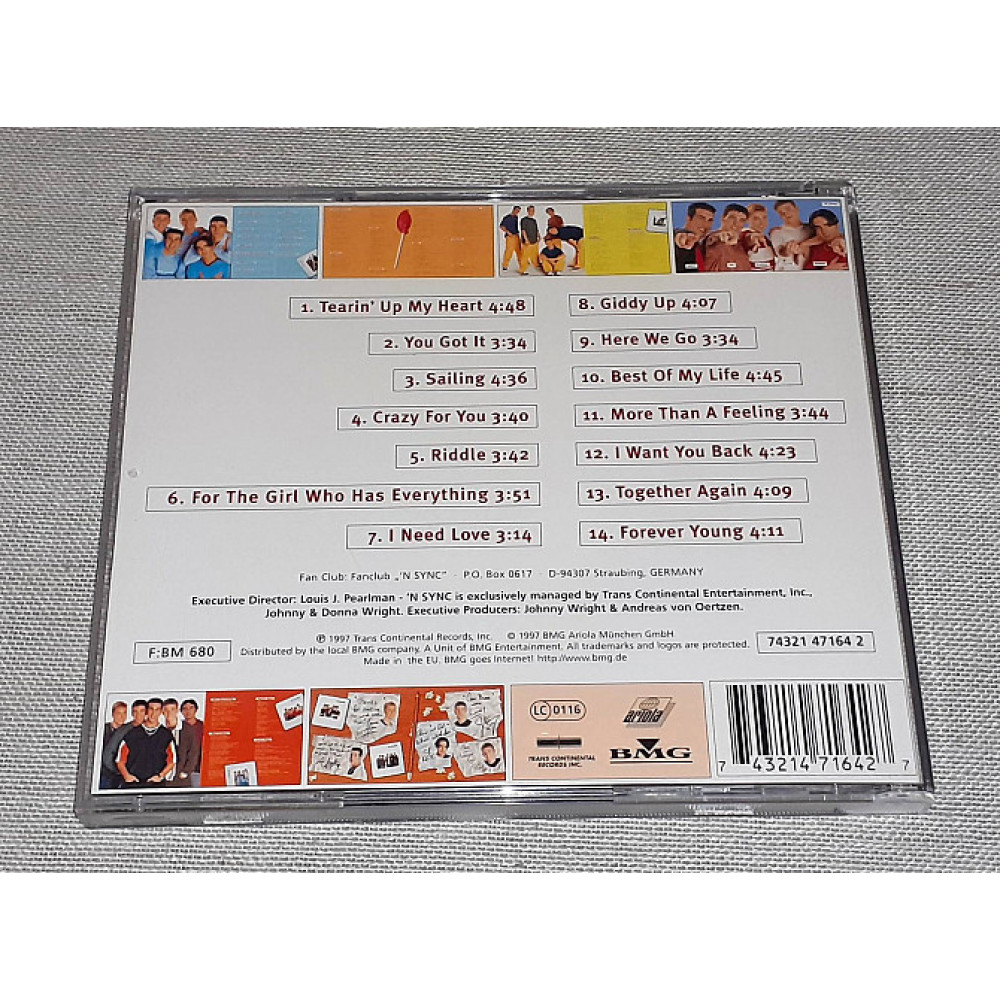 1. Tearin' Up My Heart 4:48
2. You Got It 3:34
3. Sailing 4:36
4. Crazy For You 3:40
5. Riddle 3:42
6. For The Girl Who Has Everything 3:51
7. I Need Love 3:14
8. Giddy Up 4:07
9. Here We Go 3:34
10. Best Of My Life 4:45
11. More Than A Feeling 3:44
12. I Want You Back 4:23
13. Together Again 4:09
14. Forever Young 4:11
Fan Club: Fanclub „'N SYNC" · P.O. Box 0617 · D-94307 Straubing, GERMANY
Executive Director: Louis J. Pearlman - 'N SYNC is exclusively managed by Trans Continental Entertainment, Inc.,
Johnny & Donna Wright. Executive Producers: Johnny Wright & Andreas von Oertzen.
F:BM 680
℗ 1997 Trans Continental Records, Inc. © 1997 BMG Ariola München GmbH
Distributed by the local BMG company. A Unit of BMG Entertainment. All trademarks and logos are protected.
Made in the EU. BMG goes Internet! http://www.bmg.de
74321 47164 2
LC 0116
TRANS CONTINENTAL
RECORDS INC.
ariola
BMG
7 43214 71642 7